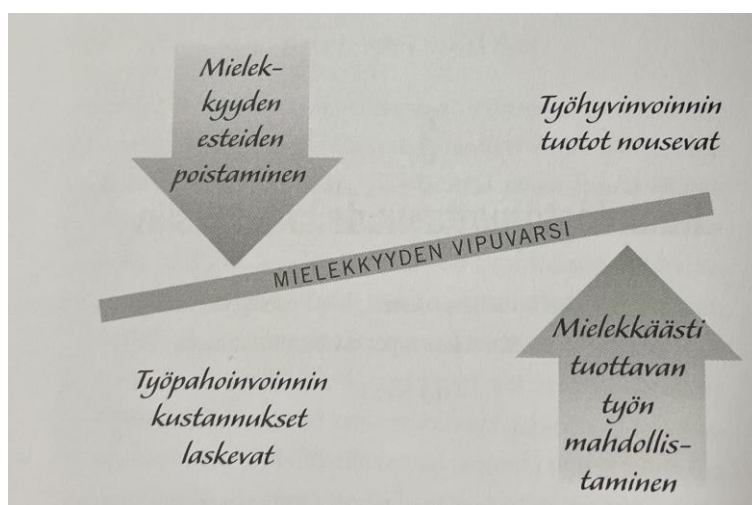 Mielek-
kyyden
esteiden
poistaminen
Työhyvinvoinnin
tuotot nousevat
MIELEKKYYDEN VIPUVARSI
Työpahoinvoinnin
kustannukset
laskevat
Mielekkäästi
tuottavan
työn
mahdollis-
taminen